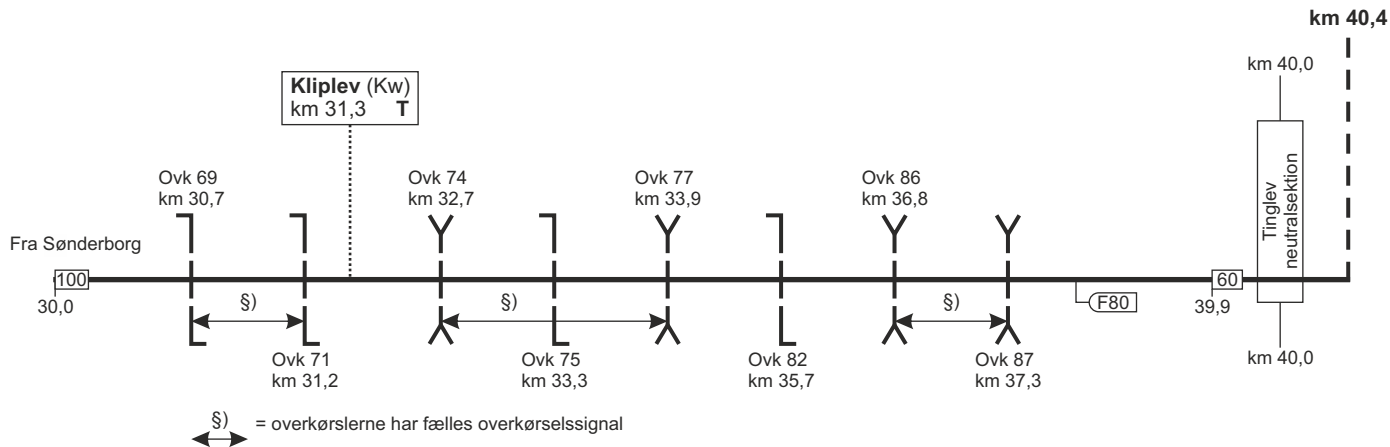 km 40,4
km 40,0
Kliplev (Kw)
km 31,3 T
Ovk 69
km 30,7
Ovk 74
km 32,7
Ovk 77
km 33,9
Ovk 86
km 36,8
Tinglev
neutralsektion
Fra Sønderborg
100
30,0
60
39,9
F80
§)
§)
§)
km 40,0
Ovk 71
km 31,2
Ovk 75
km 33,3
Ovk 82
km 35,7
Ovk 87
km 37,3
§) = overkørslerne har fælles overkørselssignal